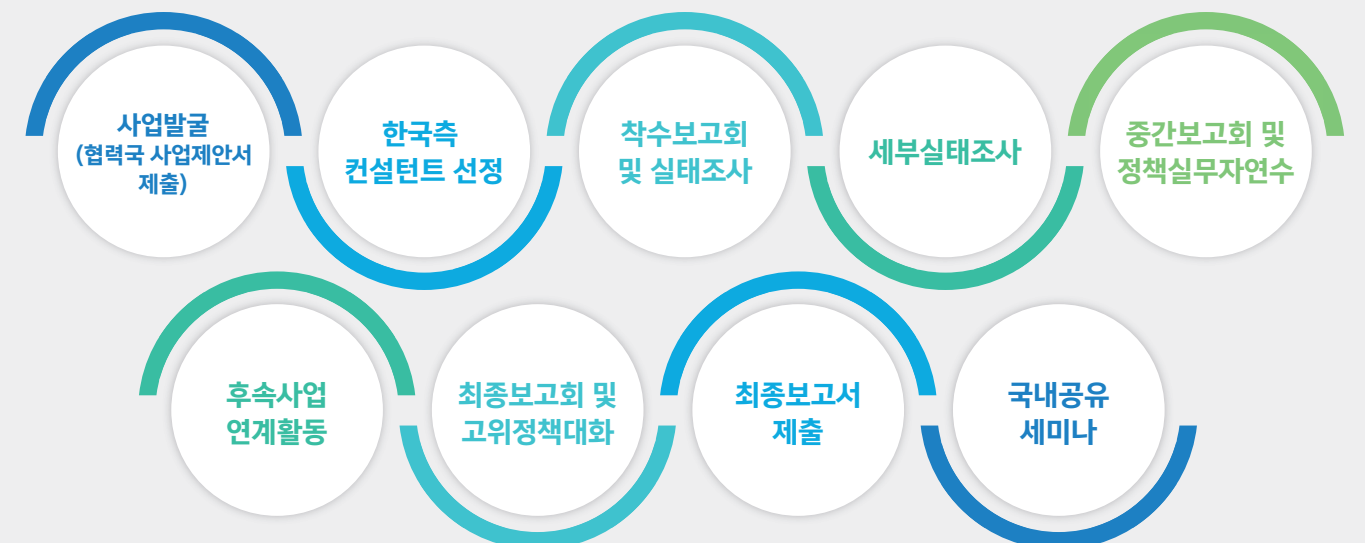 사업발굴
(협력국 사업제안서
제출)
한국측
컨설턴트 선정
착수보고회
및 실태조사
세부실태조사
중간보고회 및
정책실무자연수
후속사업
연계활동
최종보고회 및
고위정책대화
최종보고서
제출
국내공유
세미나